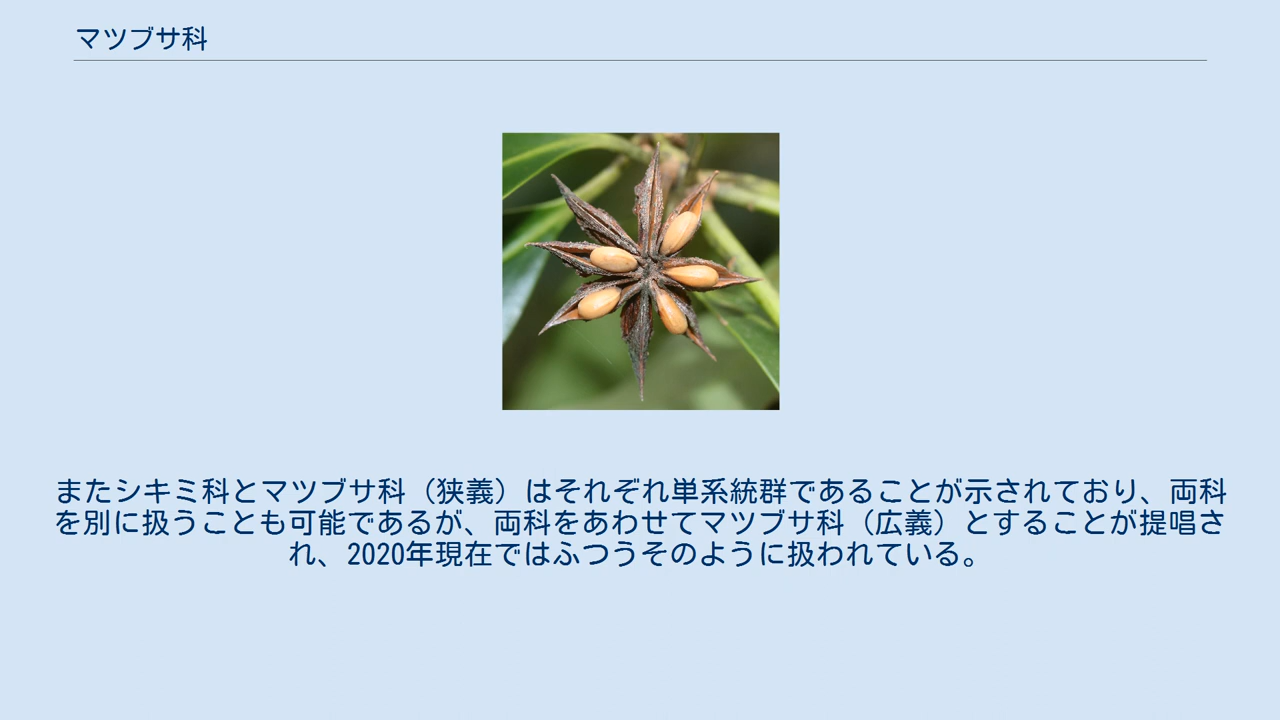 マツブサ科
またシキミ科とマツブサ科（狭義）はそれぞれ単系統群であることが示されており、両科
を別に扱うことも可能であるが、両科をあわせてマツブサ科（広義）とすることが提唱さ
れ、2020年現在ではふつうそのように扱われている。